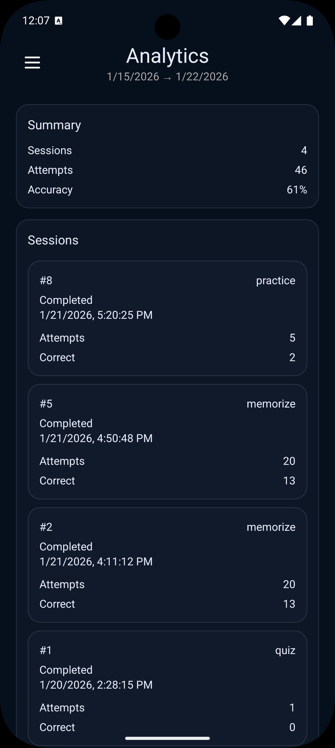 12:07
Analytics
1/15/2026 → 1/22/2026
Summary
Sessions 4
Attempts 46
Accuracy 61%
Sessions
#8 practice
Completed
1/21/2026, 5:20:25 PM
Attempts 5
Correct 2
#5 memorize
Completed
1/21/2026, 4:50:48 PM
Attempts 20
Correct 13
#2 memorize
Completed
1/21/2026, 4:11:12 PM
Attempts 20
Correct 13
#1 quiz
Completed
1/20/2026, 2:28:15 PM
Attempts 1
Correct 0